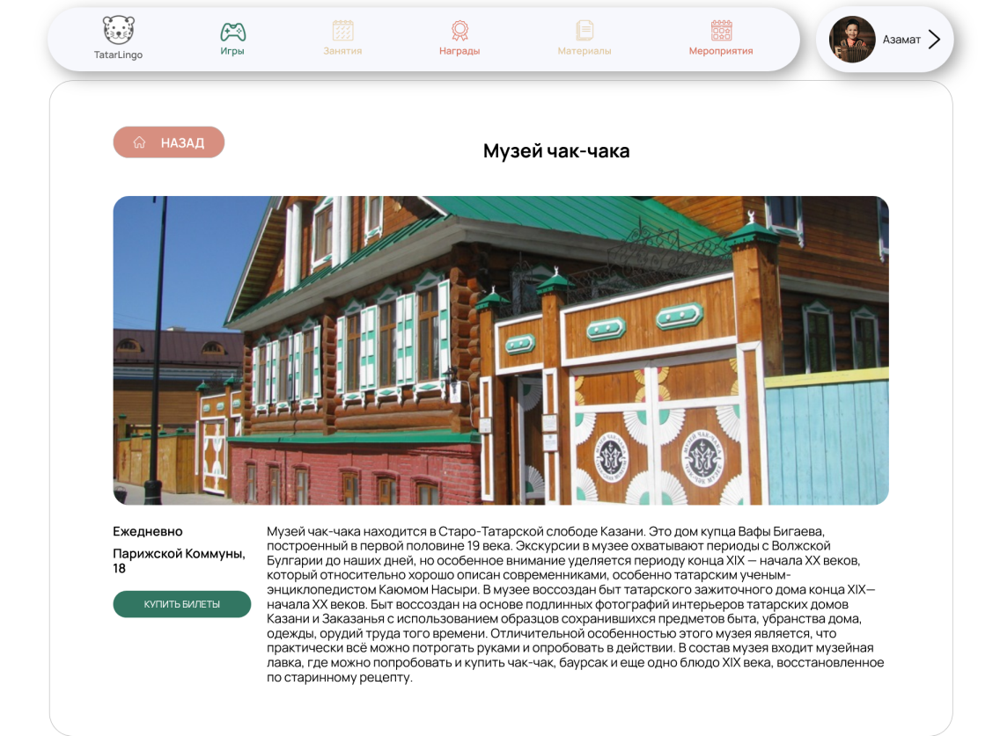 TatarLingo
Игры
Занятия
Награды
Материалы
Мероприятия
Азамат
НАЗАД
Музей чак-чака
Ежедневно
Парижской Коммуны,
18
КУПИТЬ БИЛЕТЫ
Музей чак-чака находится в Старо-Татарской слободе Казани. Это дом купца Вафы Бигаева,
построенный в первой половине 19 века. Экскурсии в музее охватывают периоды с Волжской
Булгарии до наших дней, но особенное внимание уделяется периоду конца XIX — начала XX веков,
который относительно хорошо описан современниками, особенно татарским ученым-
энциклопедистом Каюмом Насыри. В музее воссоздан быт татарского зажиточного дома конца XIX—
начала XX веков. Быт воссоздан на основе подлинных фотографий интерьеров татарских домов
Казани и Заказанья с использованием образцов сохранившихся предметов быта, убранства дома,
одежды, орудий труда того времени. Отличительной особенностью этого музея является, что
практически всё можно потрогать руками и опробовать в действии. В состав музея входит музейная
лавка, где можно попробовать и купить чак-чак, баурсак и еще одно блюдо XIX века, восстановленное
по старинному рецепту.